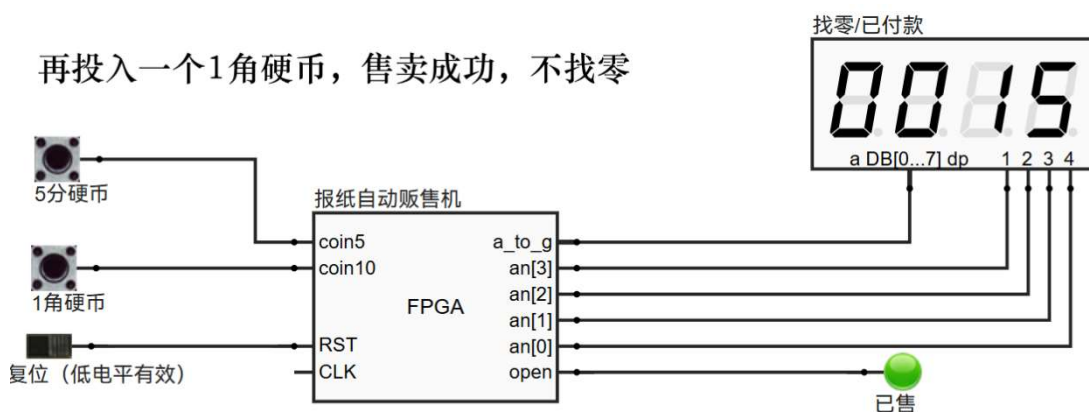 找零/已付款
再投入一个1角硬币，售卖成功，不找零
0015
a DB[0...7] dp 1 2 3 4
5分硬币
报纸自动贩售机
coin5 a_to_g
coin10 an[3]
1角硬币
an[2]
FPGA
an[1]
RST an[0]
CLK open
复位（低电平有效）
已售